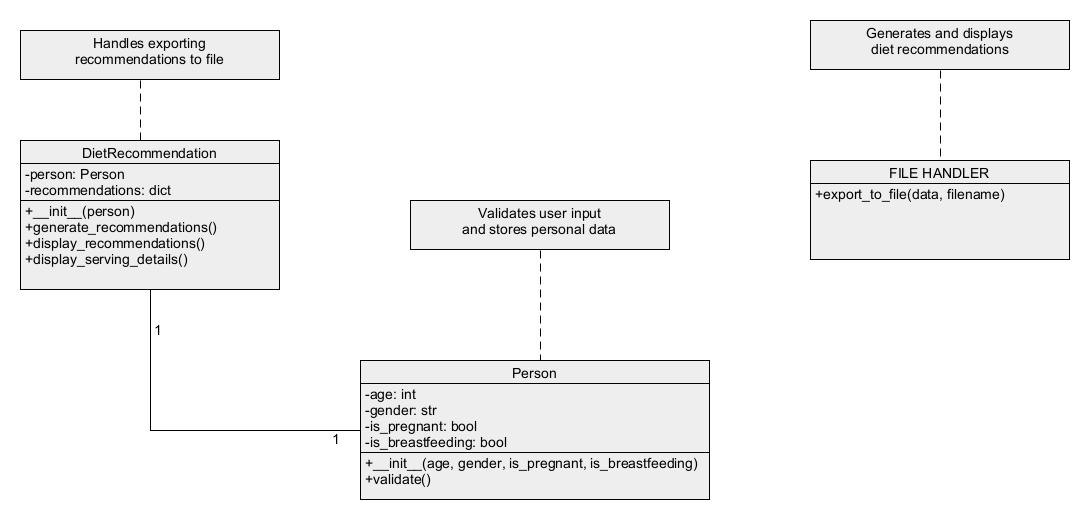 Handles exporting
recommendations to file
DietRecommendation
-person: Person
-recommendations: dict
+__init__(person)
+generate_recommendations()
+display_recommendations()
+display_serving_details()
1
1
Validates user input
and stores personal data
Person
-age: int
-gender: str
-is_pregnant: bool
-is_breastfeeding: bool
+__init__(age, gender, is_pregnant, is_breastfeeding)
+validate()
Generates and displays
diet recommendations
FILE HANDLER
+export_to_file(data, filename)